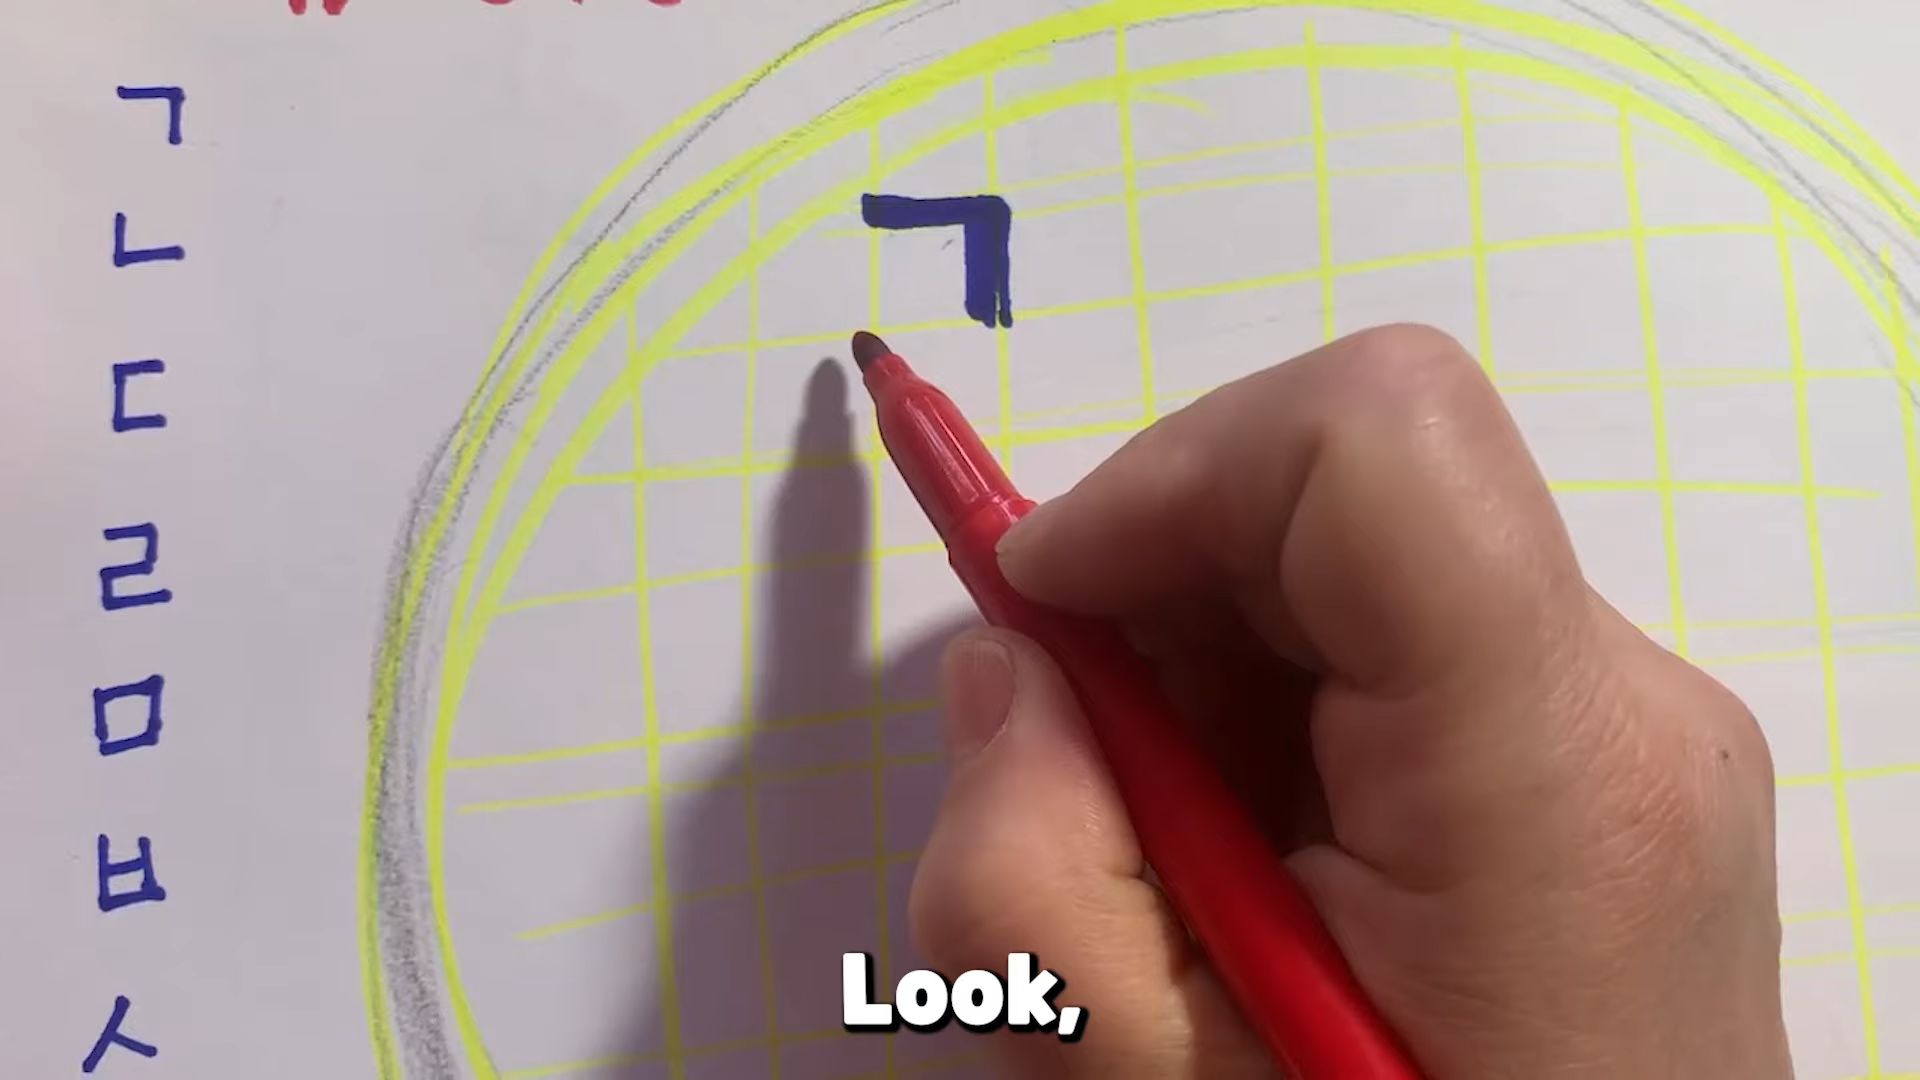 ㄱ
ㄱ
ㄴ
ㄷ
ㄹ
ㅁ
ㅂ
ㅅ
Look,